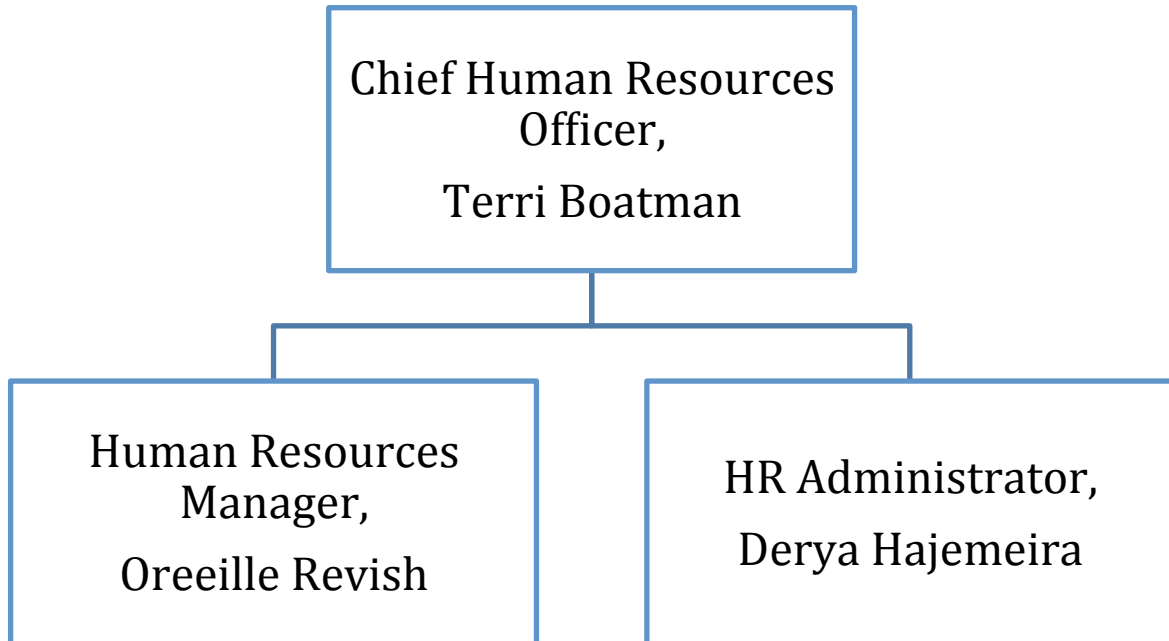 Chief Human Resources
Officer,
Terri Boatman
Human Resources
Manager,
Oreeille Revish
HR Administrator,
Derya Hajemeira